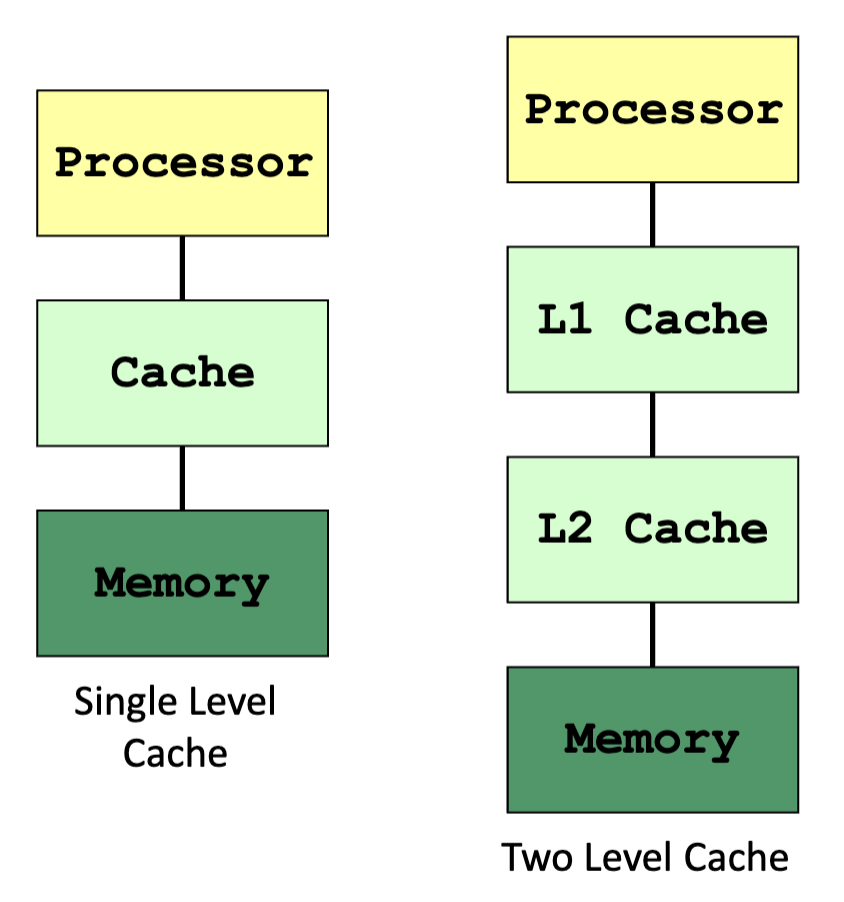 Processor
Cache
Memory
Single Level
Cache
Processor
L1 Cache
L2 Cache
Memory
Two Level Cache